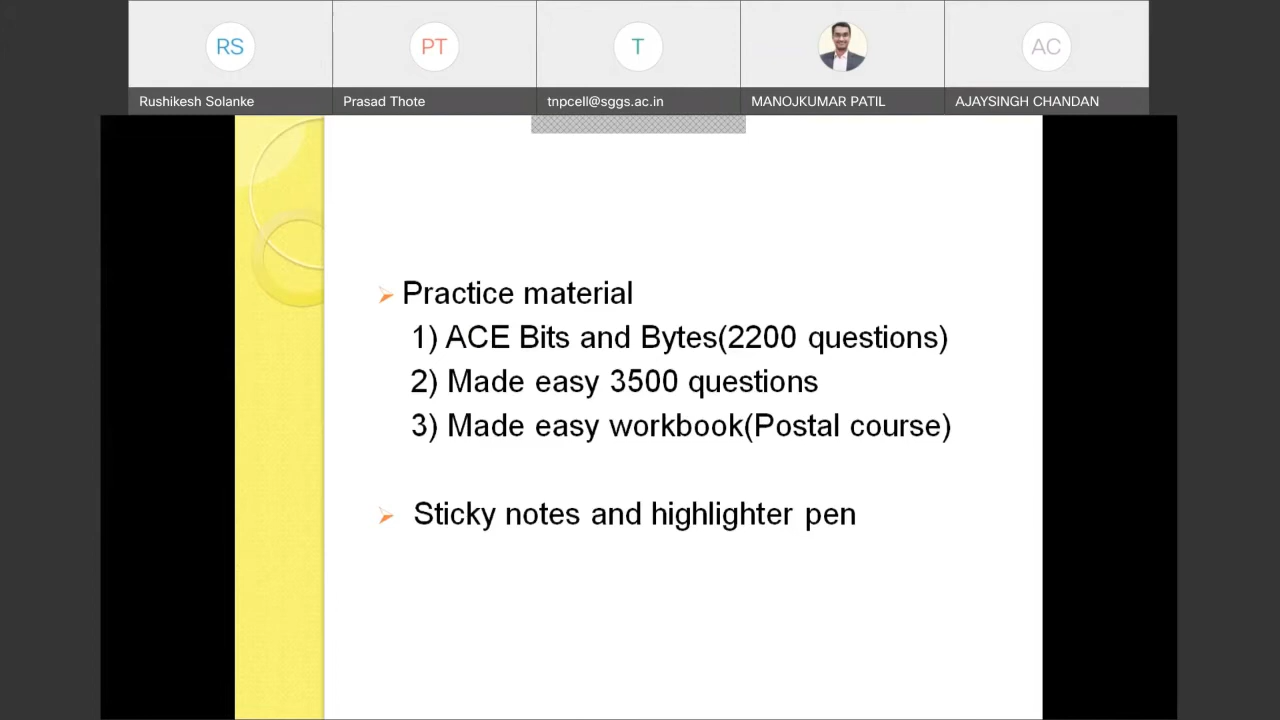 RS
PT
T
AC
Rushikesh Solanke
Prasad Thote
tnpcell@sggs.ac.in
MANOJKUMAR PATIL
AJAYSINGH CHANDAN
Practice material
1) ACE Bits and Bytes(2200 questions)
2) Made easy 3500 questions
3) Made easy workbook(Postal course)
Sticky notes and highlighter pen